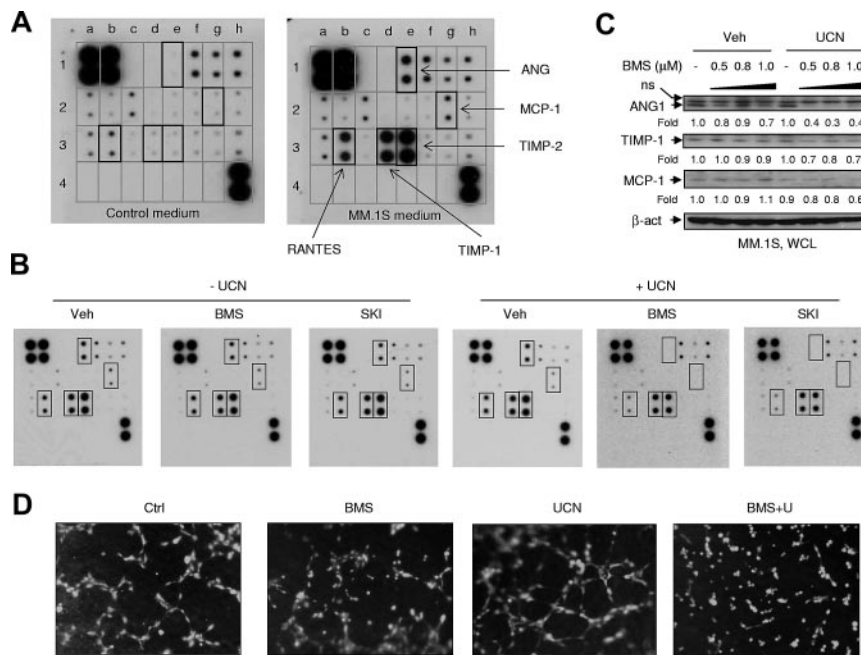 A
a b c d e f g h
1
2
3
4
Control medium
a b c d e f g h
1
2
3
4
MM.1S medium
ANG
MCP-1
TIMP-2
RANTES
TIMP-1
C
Veh UCN
BMS (μM) - 0.5 0.8 1.0 - 0.5 0.8 1.0
ns
ANG1
Fold 1.0 0.8 0.9 0.7 1.0 0.4 0.3 0.4
TIMP-1
Fold 1.0 1.0 0.9 0.9 1.0 0.7 0.8 0.7
MCP-1
Fold 1.0 1.0 0.9 1.1 0.9 0.8 0.8 0.6
β-act
MM.1S, WCL
B
- UCN + UCN
Veh BMS SKI Veh BMS SKI
D
Ctrl BMS UCN BMS+U